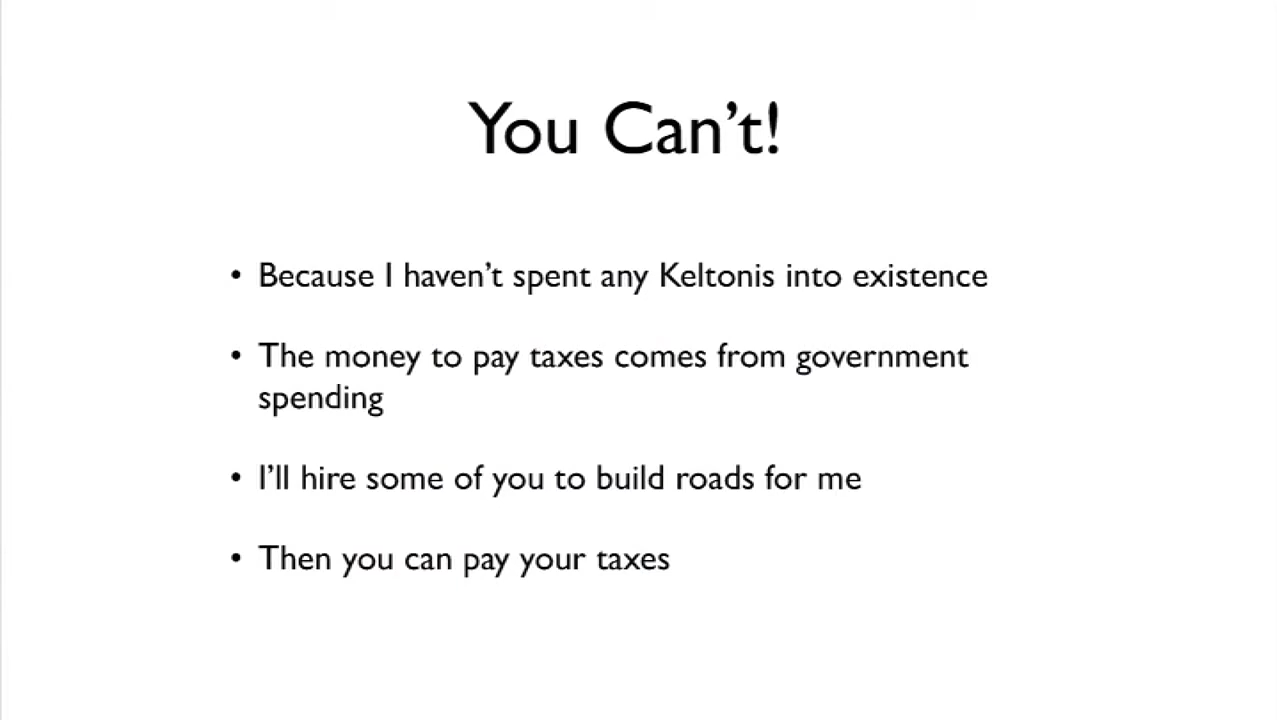 You Can't!
• Because I haven't spent any Keltonis into existence
• The money to pay taxes comes from government
spending
• I'll hire some of you to build roads for me
• Then you can pay your taxes